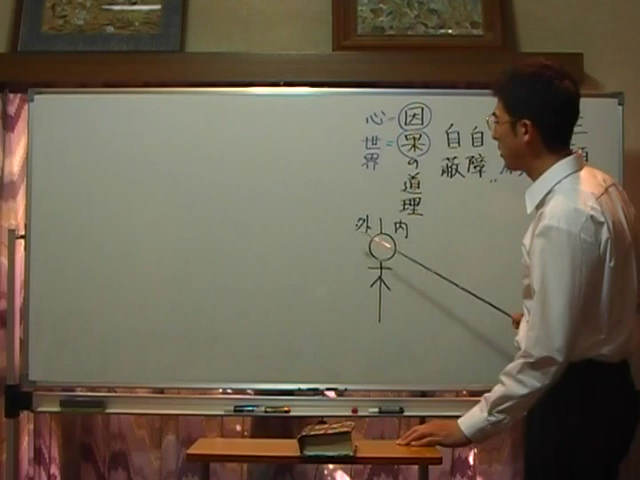 自障
自蔽
因果の道理
心=
世界=
外 内